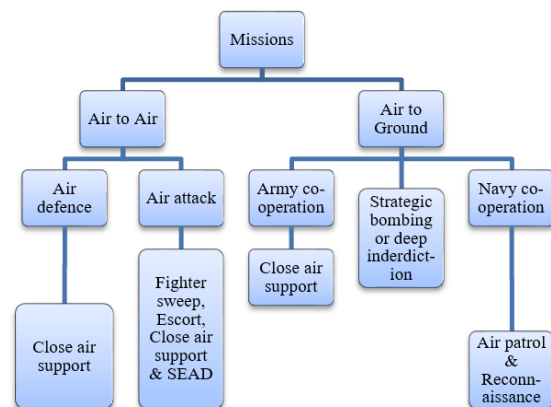 Missions
Air to Air
Air to
Ground
Air
defence
Air attack
Army co-
operation
Strategic
bombing
or deep
inderdict-
ion
Navy co-
operation
Close air
support
Fighter
sweep,
Escort,
Close air
support
& SEAD
Close air
support
Air patrol
&
Reconn-
aissance